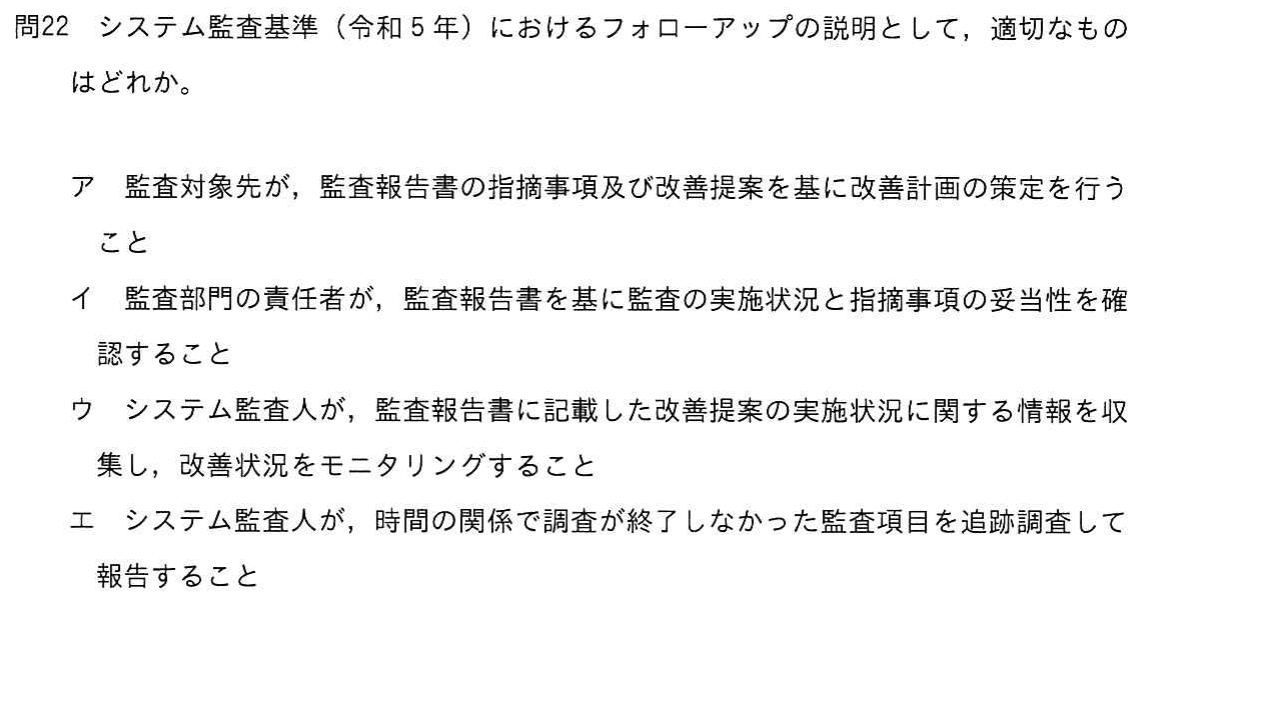 問22　システム監査基準（令和5年）におけるフォローアップの説明として，適切なもの
はどれか。
ア　監査対象先が，監査報告書の指摘事項及び改善提案を基に改善計画の策定を行う
こと
イ　監査部門の責任者が，監査報告書を基に監査の実施状況と指摘事項の妥当性を確
認すること
ウ　システム監査人が，監査報告書に記載した改善提案の実施状況に関する情報を収
集し，改善状況をモニタリングすること
エ　システム監査人が，時間の関係で調査が終了しなかった監査項目を追跡調査して
報告すること